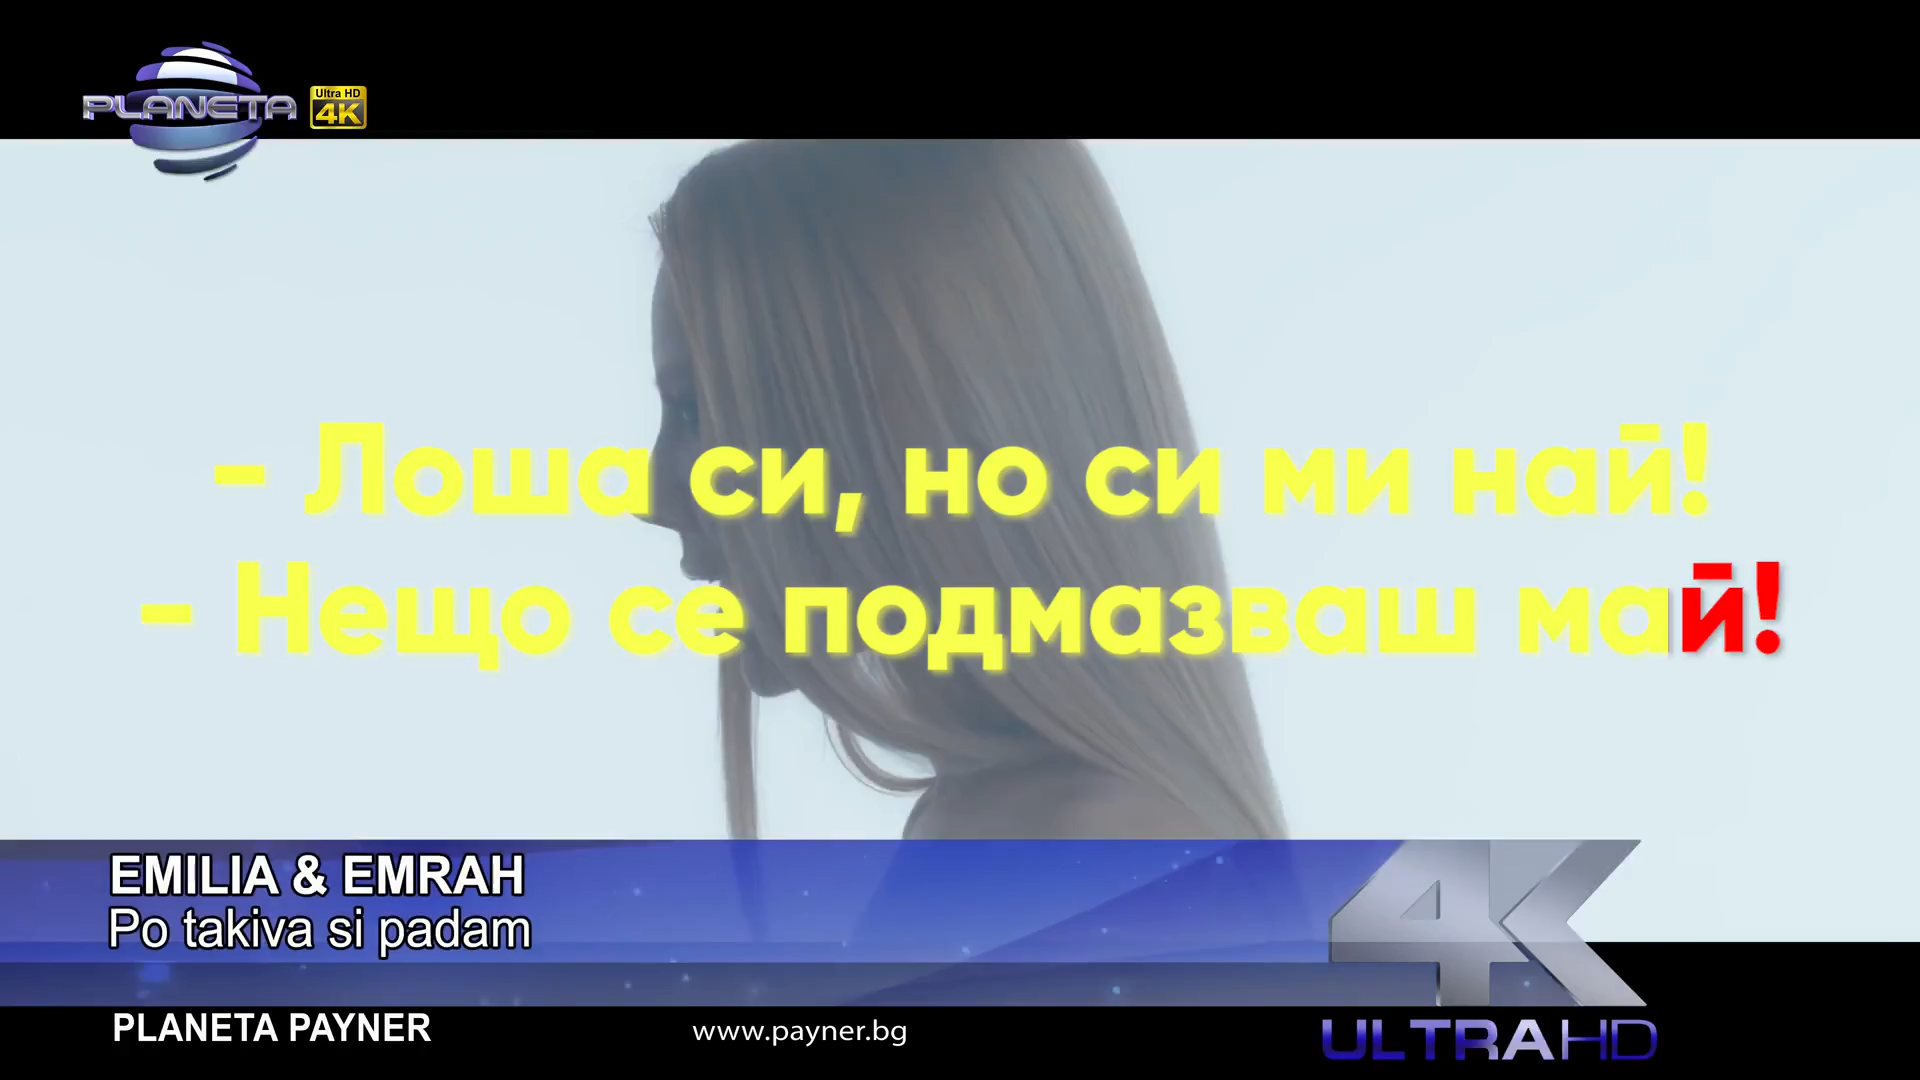 PLANETA
Ultra HD
4K
- Лоша си, но си ми най!
- Нещо се подмазваш май!
EMILIA & EMRAH
Po takiva si padam
4K
PLANETA PAYNER
www.payner.bg
ULTRAHD